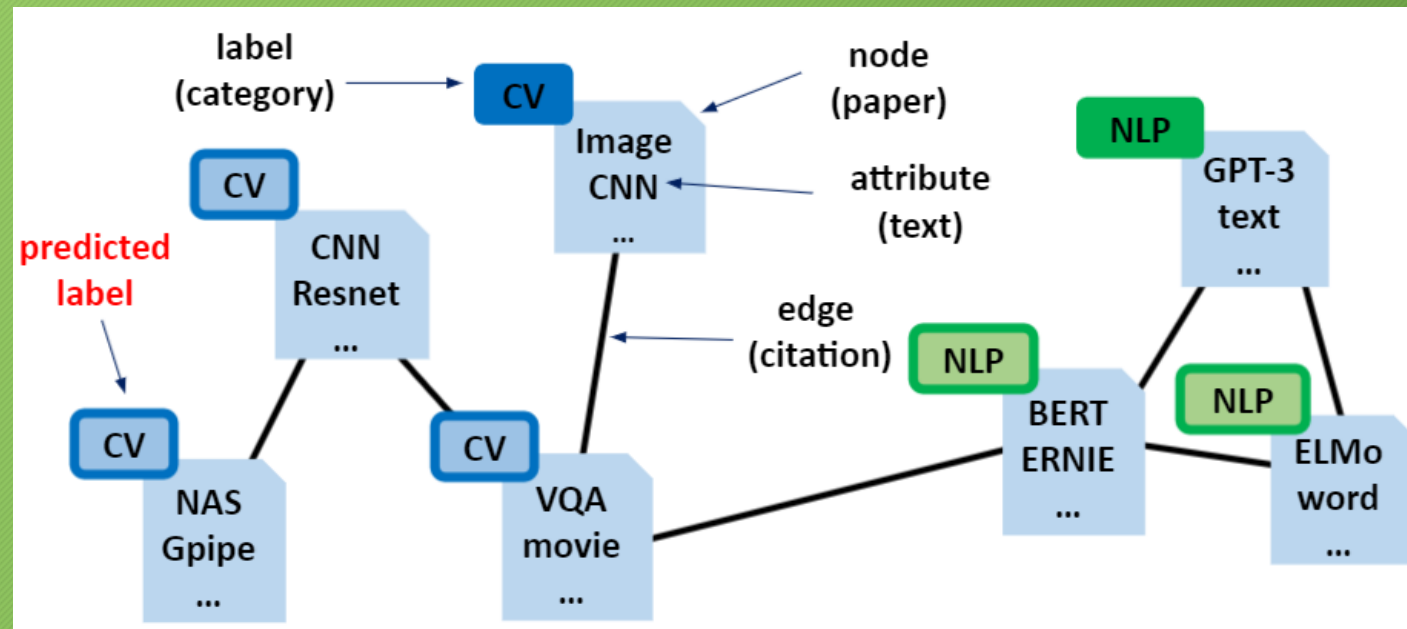 label
(category)
CV
Image
CNN
...
node
(paper)
attribute
(text)
NLP
GPT-3
text
...
CV
CNN
Resnet
...
predicted
label
edge
(citation)
CV
NAS
Gpipe
...
CV
VQA
movie
...
NLP
BERT
ERNIE
...
NLP
ELMo
word
...